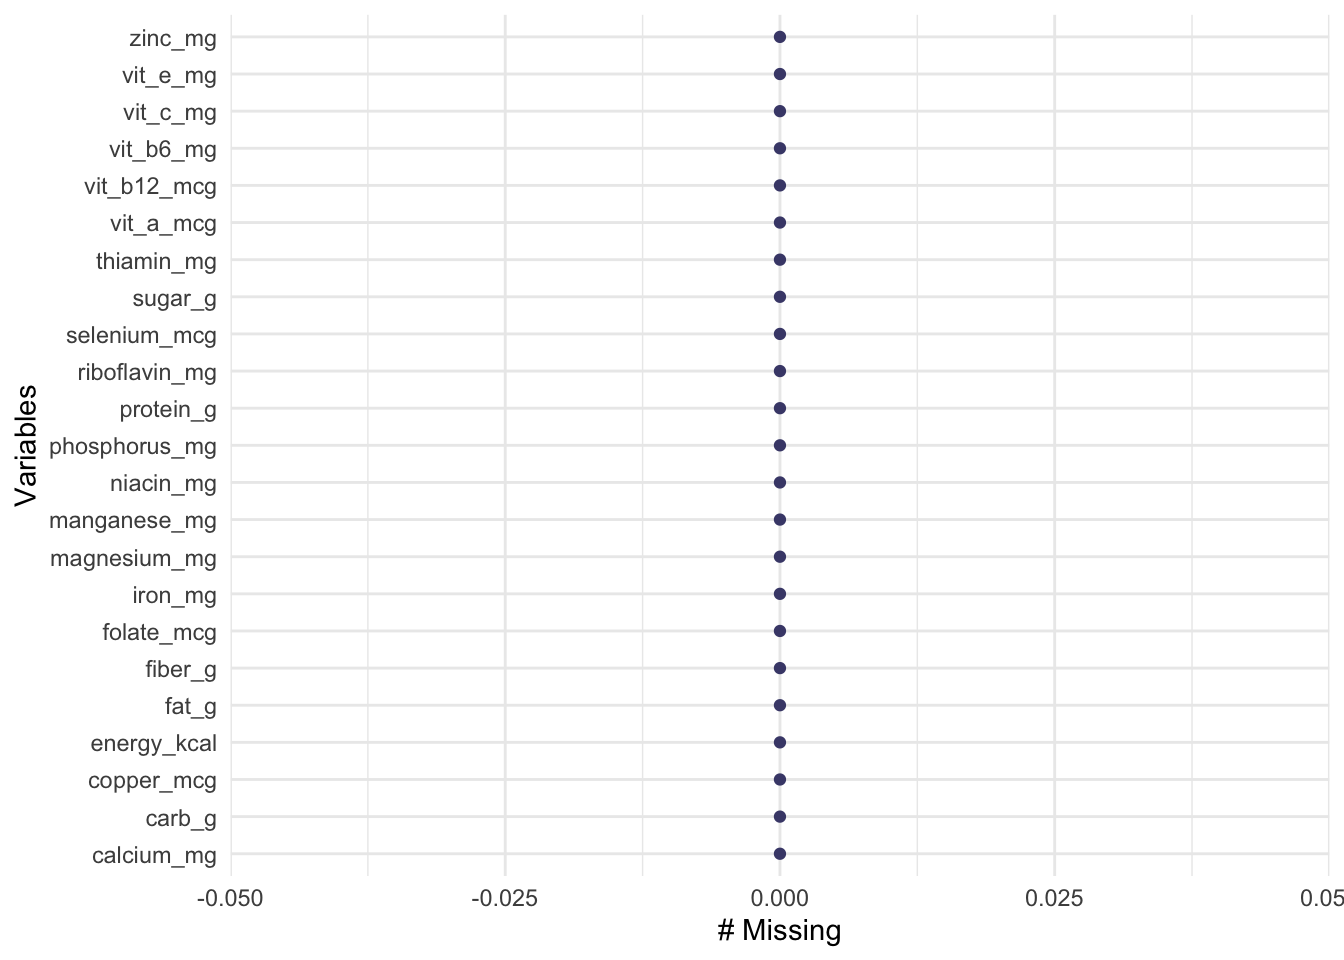 zinc_mg
vit_e_mg
vit_c_mg
vit_b6_mg
vit_b12_mcg
vit_a_mcg
thiamin_mg
sugar_g
selenium_mcg
riboflavin_mg
protein_g
phosphorus_mg
niacin_mg
manganese_mg
magnesium_mg
iron_mg
folate_mcg
fiber_g
fat_g
energy_kcal
copper_mcg
carb_g
calcium_mg
Variables
-0.050 -0.025 0.000 0.025 0.05
# Missing